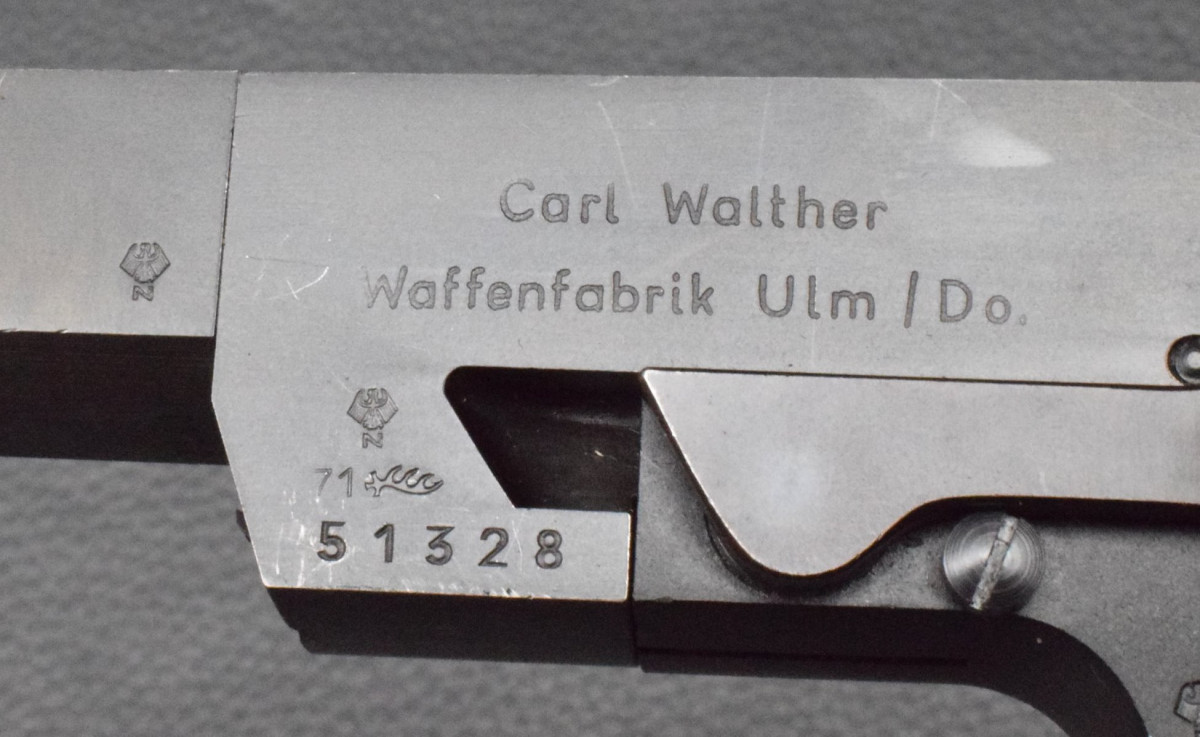 Carl Walther
Waffenfabrik Ulm / Do.
N
N
71
51328